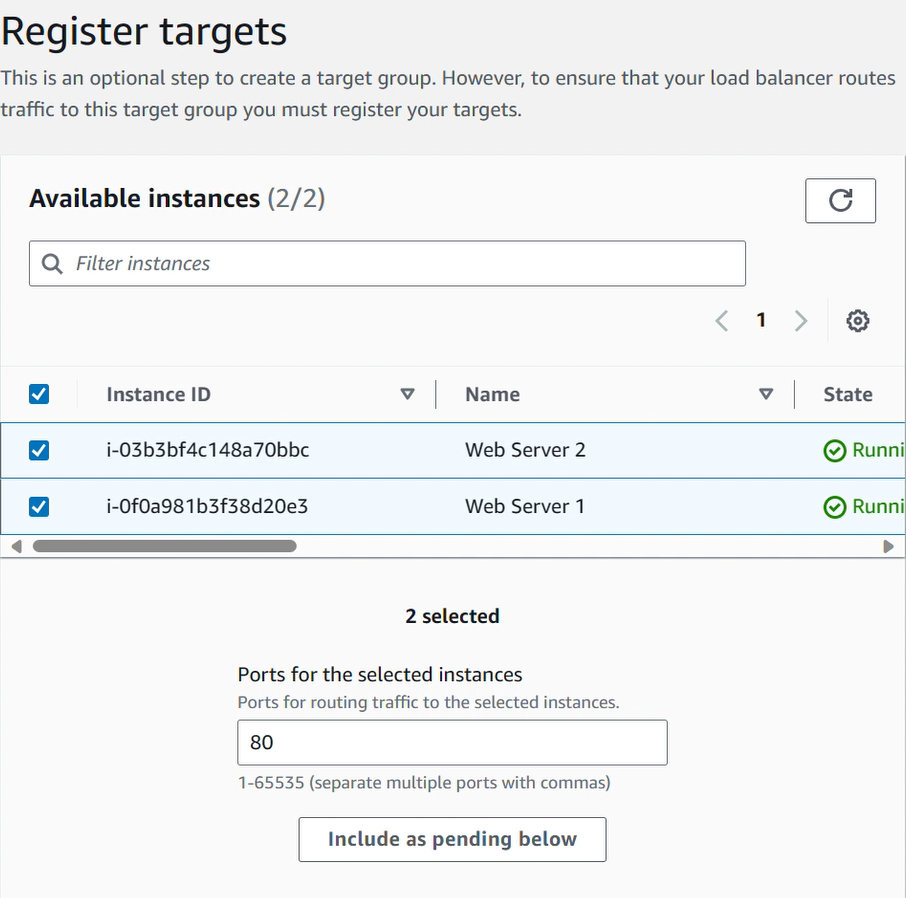 Register targets
This is an optional step to create a target group. However, to ensure that your load balancer routes
traffic to this target group you must register your targets.
Available instances (2/2)
Filter instances
1
Instance ID Name State
i-03b3bf4c148a70bbc Web Server 2 Runni
i-0f0a981b3f38d20e3 Web Server 1 Runni
2 selected
Ports for the selected instances
Ports for routing traffic to the selected instances.
80
1-65535 (separate multiple ports with commas)
Include as pending below